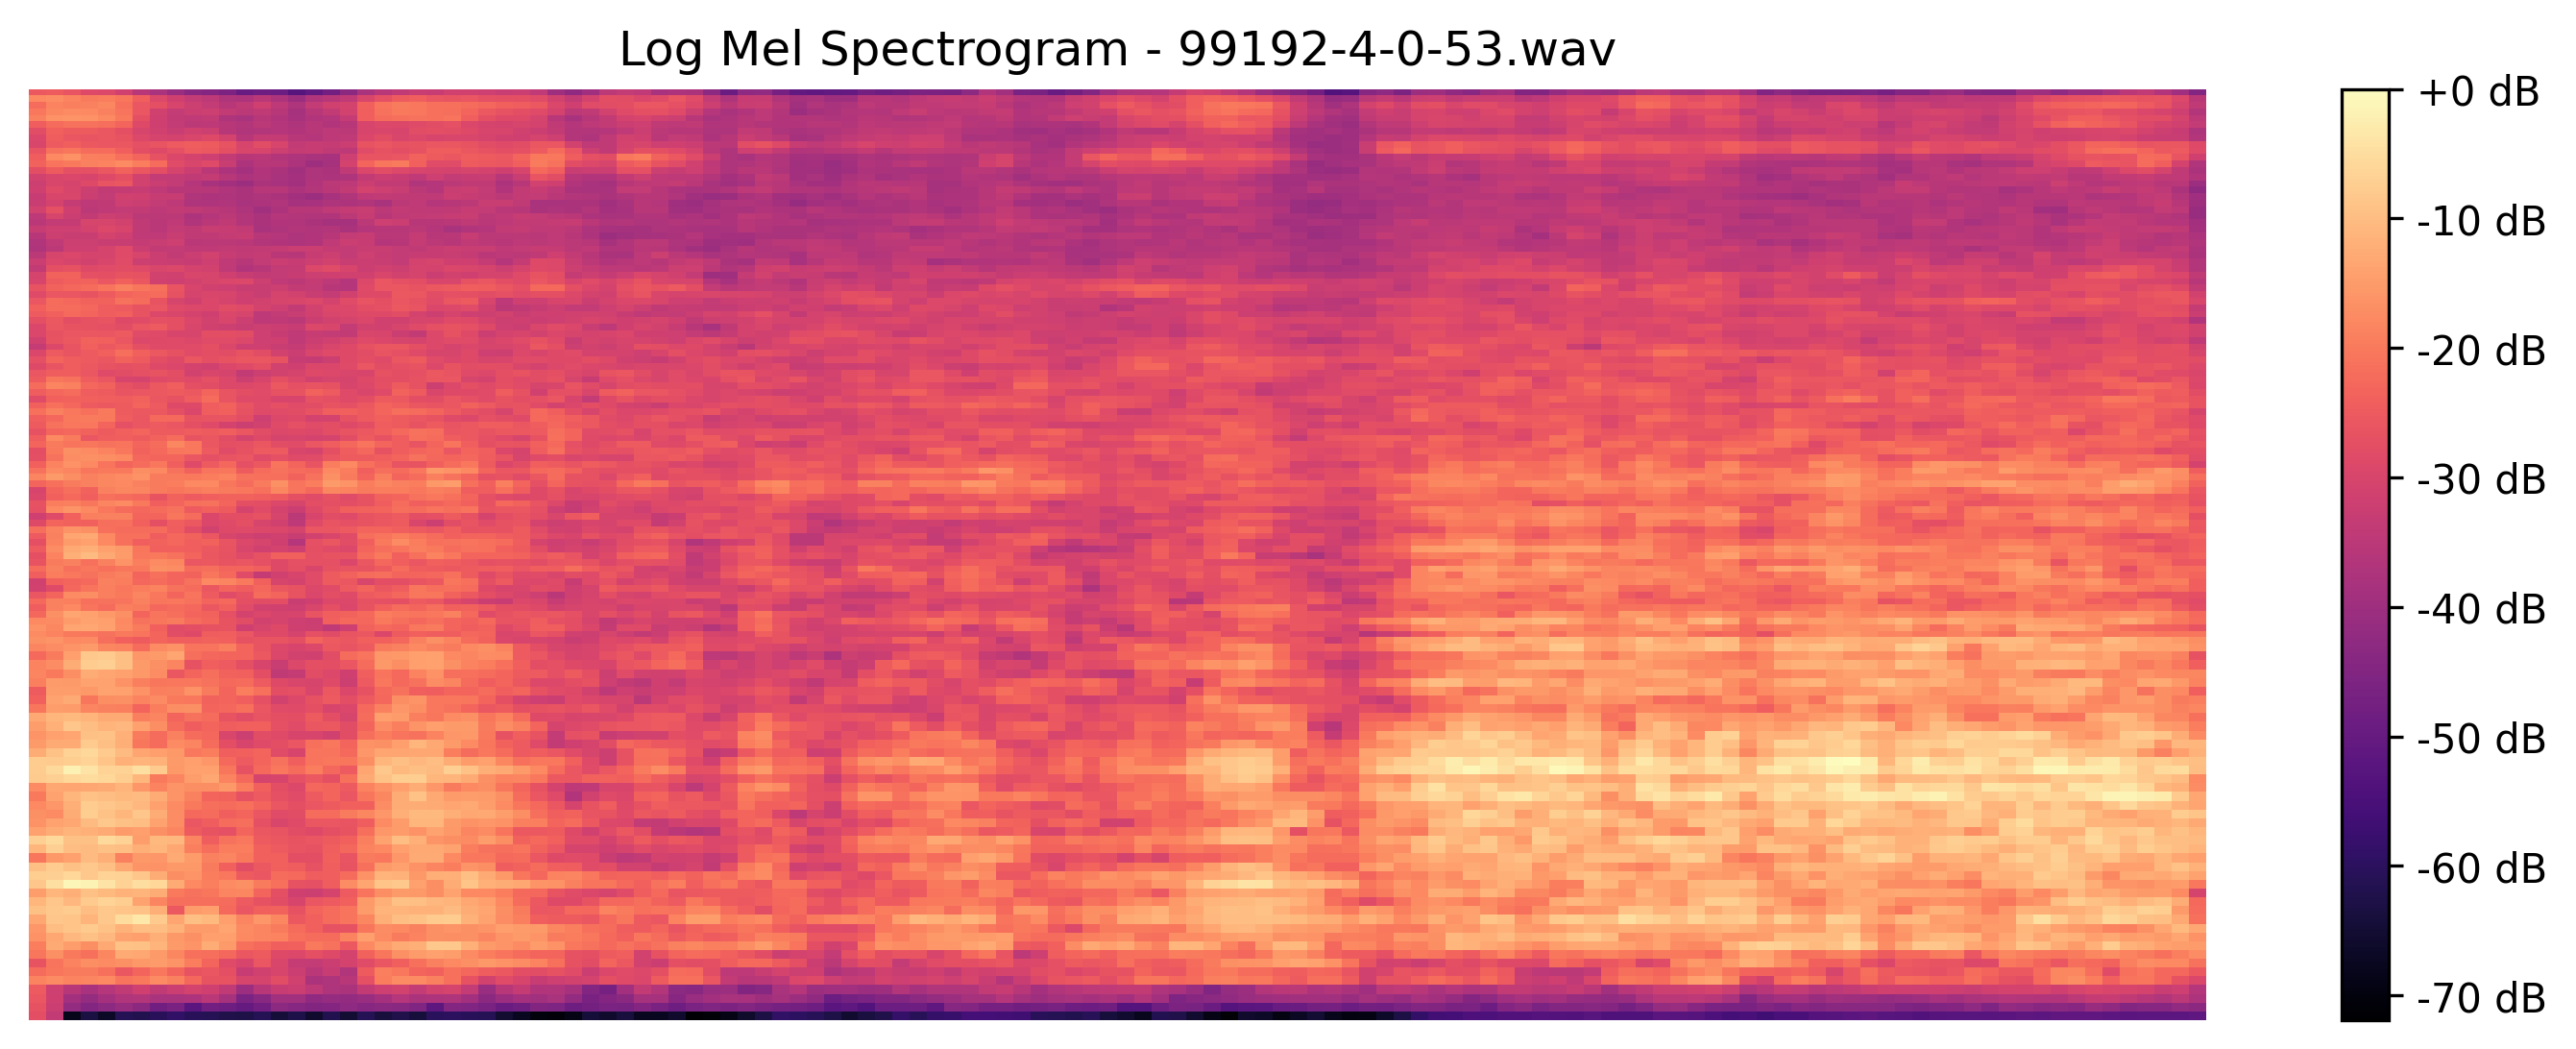 Log Mel Spectrogram - 99192-4-0-53.wav
+0 dB
-10 dB
-20 dB
-30 dB
-40 dB
-50 dB
-60 dB
-70 dB